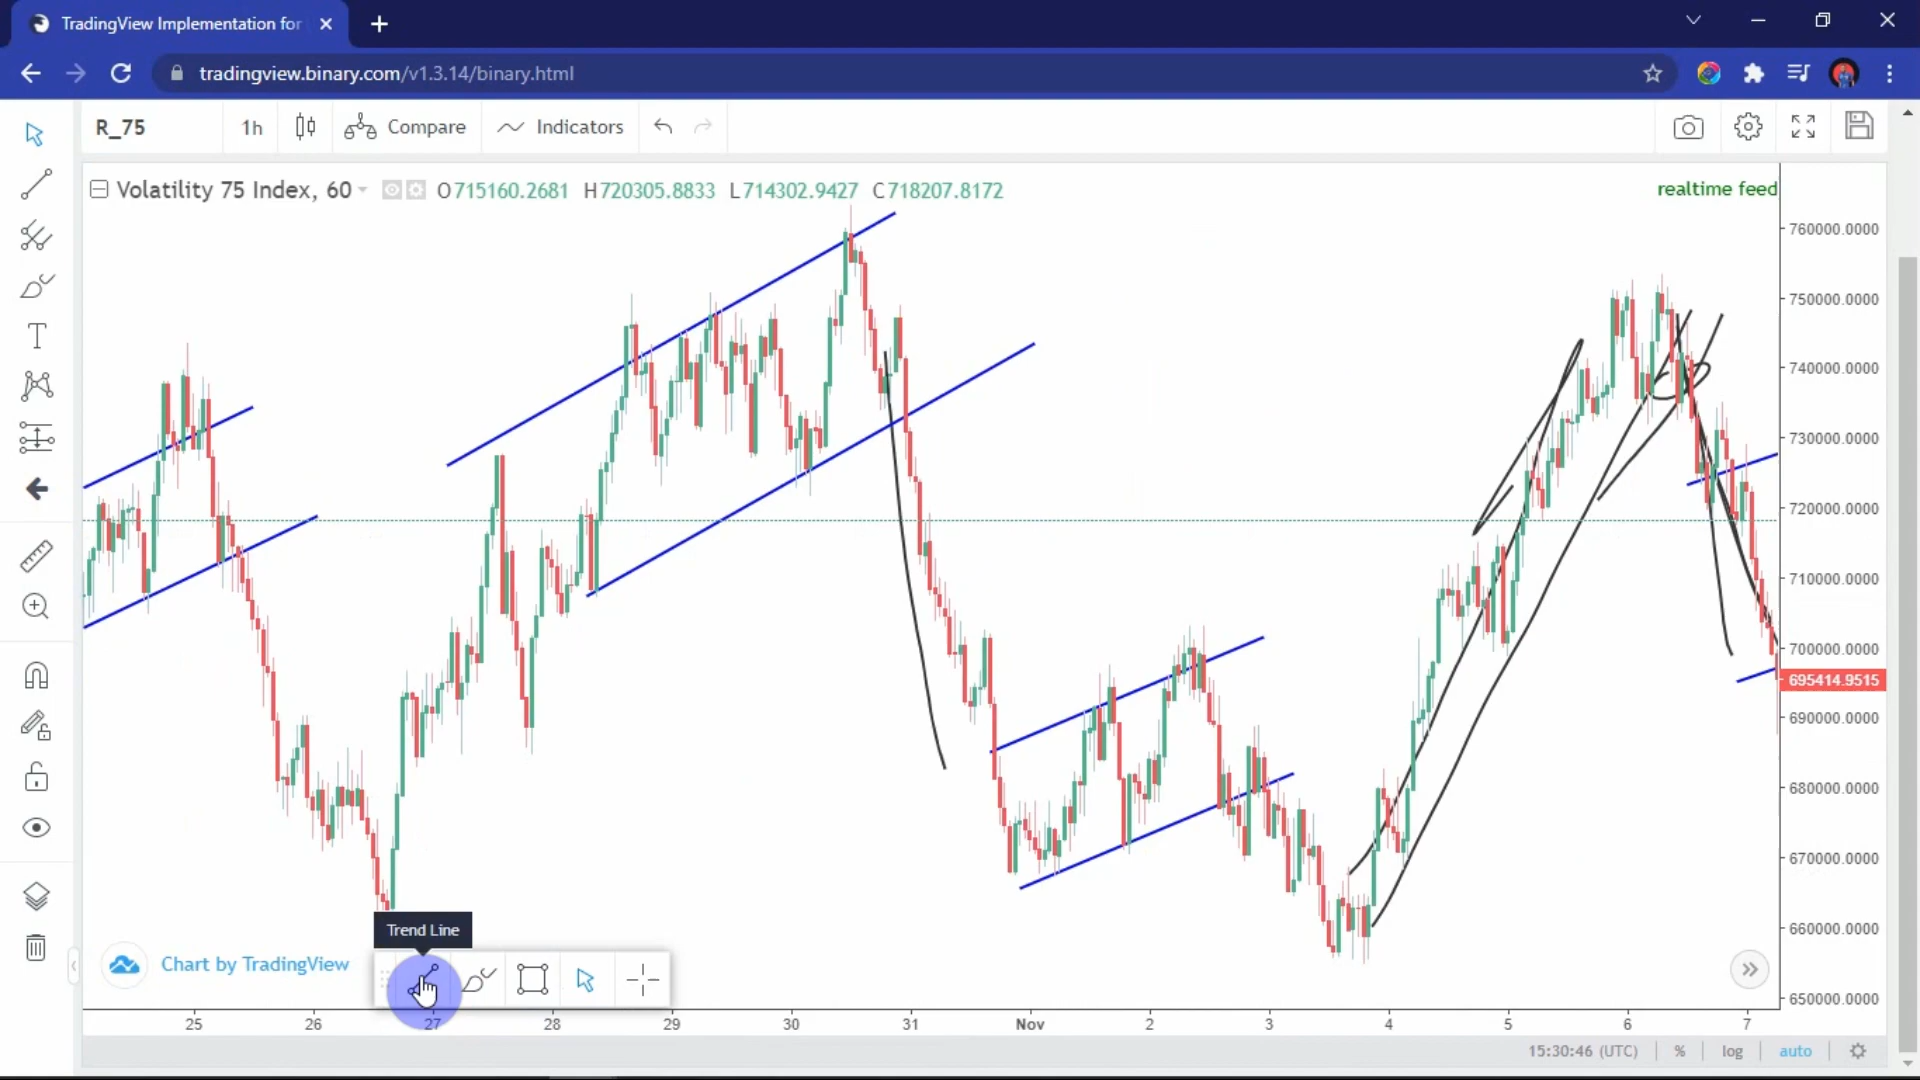 TradingView Implementation for
tradingview.binary.com/v1.3.14/binary.html
R_75
1h
Compare
Indicators
Volatility 75 Index, 60
O715160.2681 H720305.8833 L714302.9427 C718207.8172
realtime feed
760000.0000
750000.0000
740000.0000
730000.0000
720000.0000
710000.0000
700000.0000
695414.9515
690000.0000
680000.0000
670000.0000
660000.0000
650000.0000
Trend Line
Chart by TradingView
25 26 27 28 29 30 31 Nov 2 3 4 5 6 7
15:30:46 (UTC) % log auto